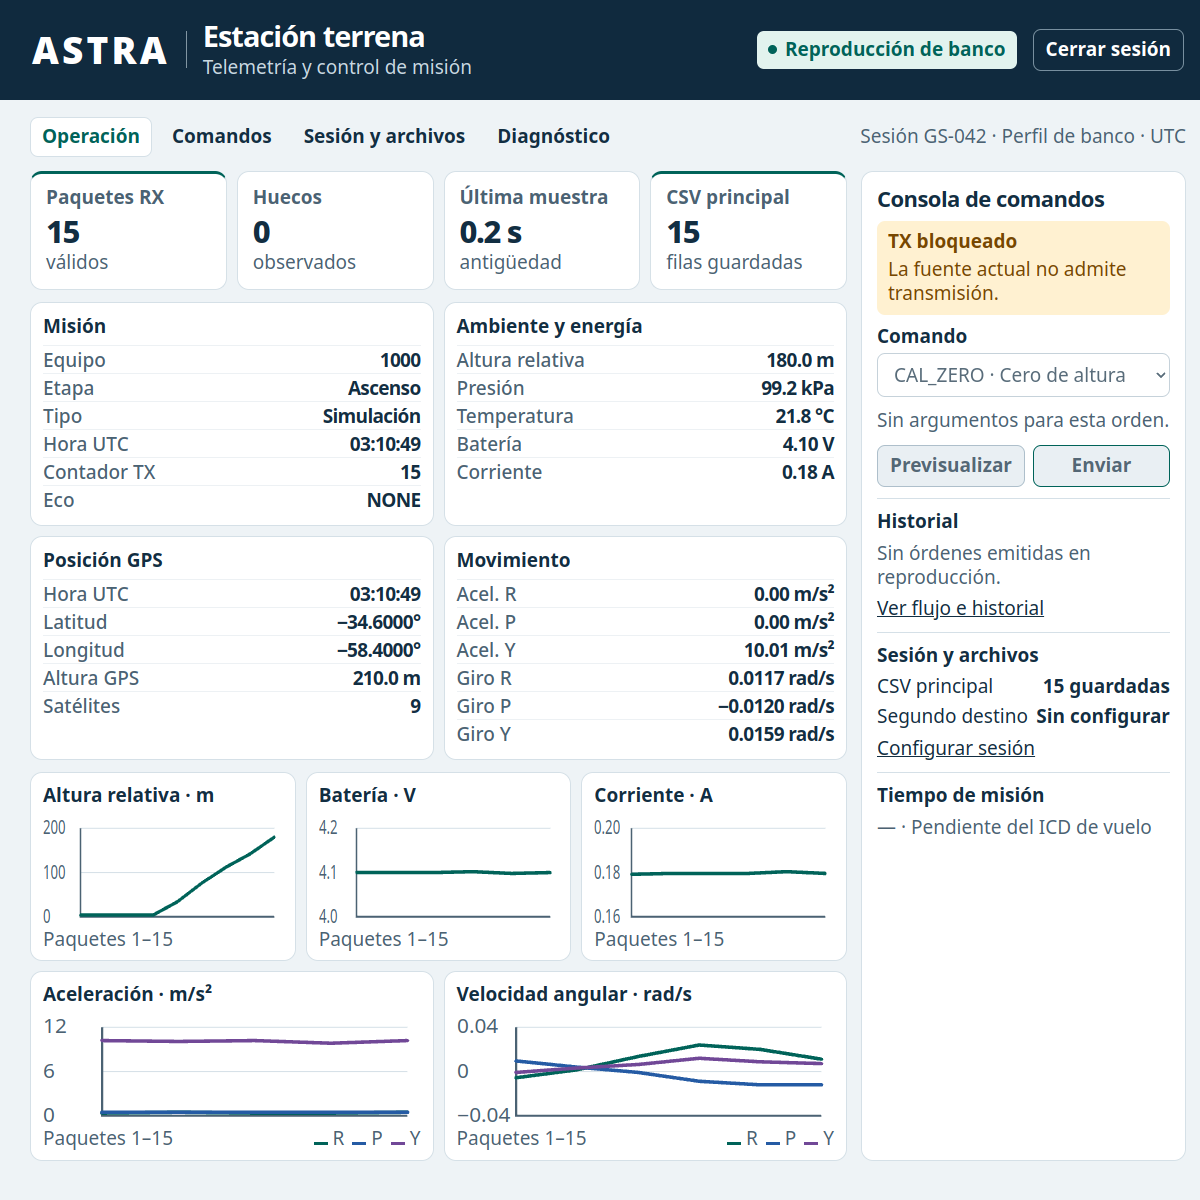 ASTRA
Estación terrena
Telemetría y control de misión
Reproducción de banco
Cerrar sesión
Operación
Comandos
Sesión y archivos
Diagnóstico
Sesión GS-042 · Perfil de banco · UTC
Paquetes RX
15
válidos
Huecos
0
observados
Última muestra
0.2 s
antigüedad
CSV principal
15
filas guardadas
Misión
Equipo 1000
Etapa Ascenso
Tipo Simulación
Hora UTC 03:10:49
Contador TX 15
Eco NONE
Ambiente y energía
Altura relativa 180.0 m
Presión 99.2 kPa
Temperatura 21.8 °C
Batería 4.10 V
Corriente 0.18 A
Posición GPS
Hora UTC 03:10:49
Latitud −34.6000°
Longitud −58.4000°
Altura GPS 210.0 m
Satélites 9
Movimiento
Acel. R 0.00 m/s²
Acel. P 0.00 m/s²
Acel. Y 10.01 m/s²
Giro R 0.0117 rad/s
Giro P −0.0120 rad/s
Giro Y 0.0159 rad/s
Altura relativa · m
200
100
0
Paquetes 1–15
Batería · V
4.2
4.1
4.0
Paquetes 1–15
Corriente · A
0.20
0.18
0.16
Paquetes 1–15
Aceleración · m/s²
12
6
0
Paquetes 1–15
R P Y
Velocidad angular · rad/s
0.04
0
−0.04
Paquetes 1–15
R P Y
Consola de comandos
TX bloqueado
La fuente actual no admite
transmisión.
Comando
CAL_ZERO · Cero de altura
Sin argumentos para esta orden.
Previsualizar
Enviar
Historial
Sin órdenes emitidas en
reproducción.
Ver flujo e historial
Sesión y archivos
CSV principal 15 guardadas
Segundo destino Sin configurar
Configurar sesión
Tiempo de misión
— · Pendiente del ICD de vuelo